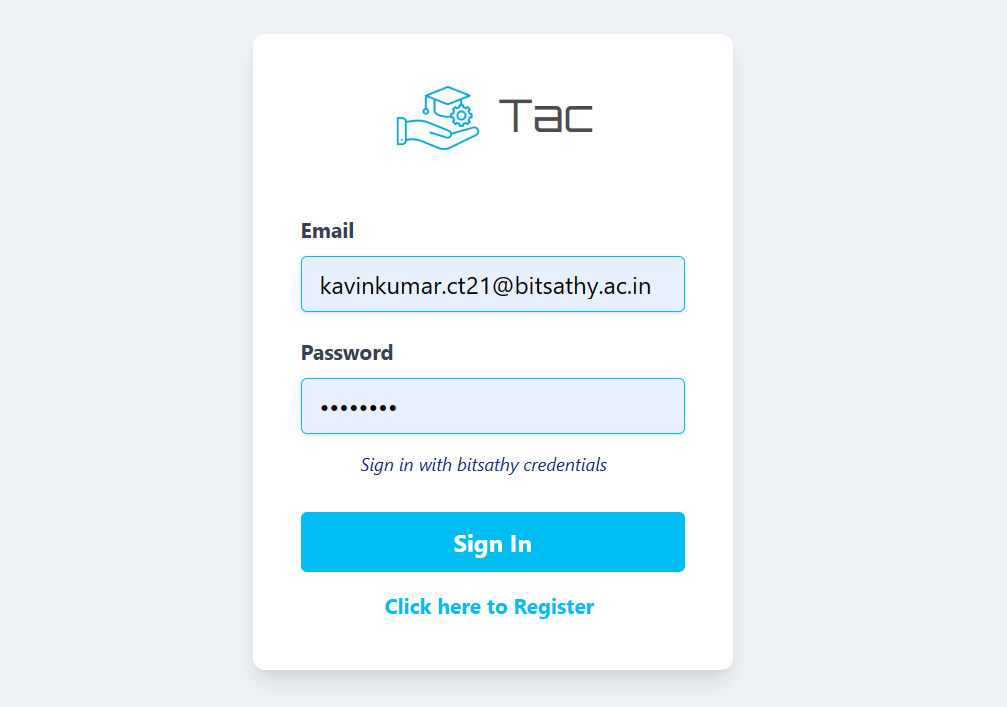 Tac
Email
kavinkumar.ct21@bitsathy.ac.in
Password
••••••••
Sign in with bitsathy credentials
Sign In
Click here to Register